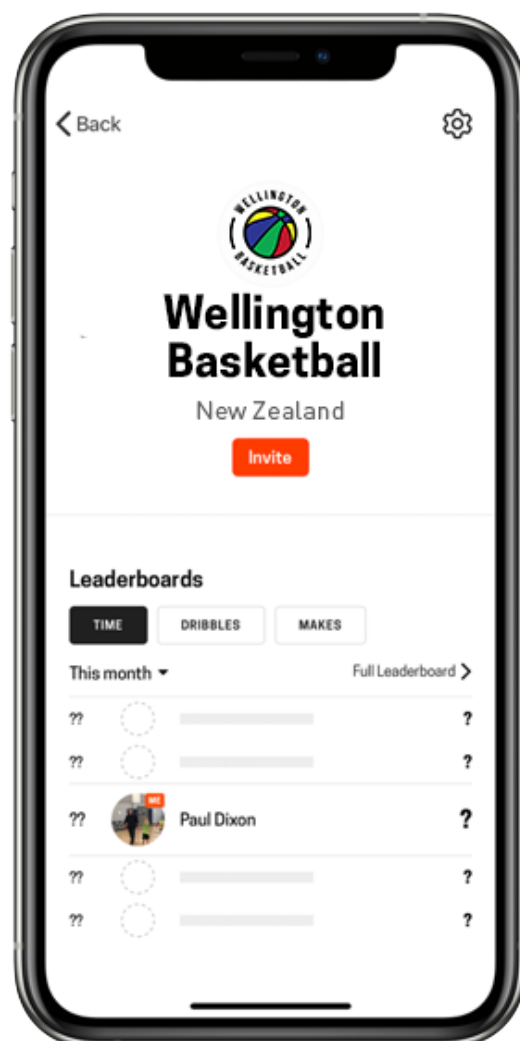 Back
WELLINGTON
BASKETBALL
Wellington
Basketball
New Zealand
Invite
Leaderboards
TIME DRIBBLES MAKES
This month Full Leaderboard
?? ?
?? ?
ME
?? Paul Dixon ?
?? ?
?? ?